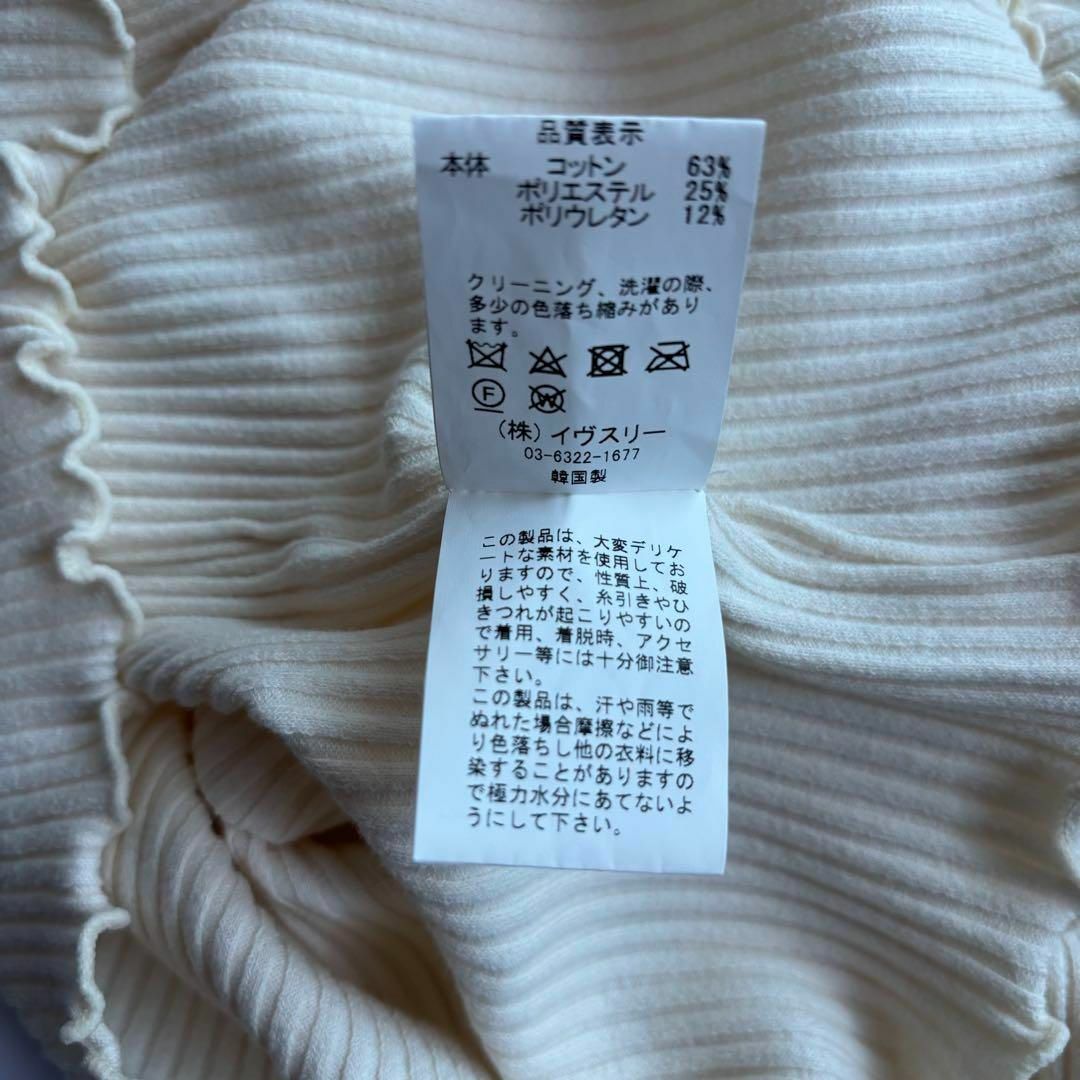 品質表示
本体 コットン 63%
ポリエステル 25%
ポリウレタン 12%
クリーニング、洗濯の際、
多少の色落ち縮みがあり
ます。
F W
(株)イヴスリー
03-6322-1677
韓国製
この製品は、大変デリケ
ートな素材を使用してお
りますので、性質上、破
損しやすく、糸引きやひ
きつれが起こりやすいの
で着用、着脱時、アクセ
サリー等には十分御注意
下さい。
この製品は、汗や雨等で
ぬれた場合摩擦などによ
り色落ちし他の衣料に移
染することがありますの
で極力水分にあてないよ
うにして下さい。